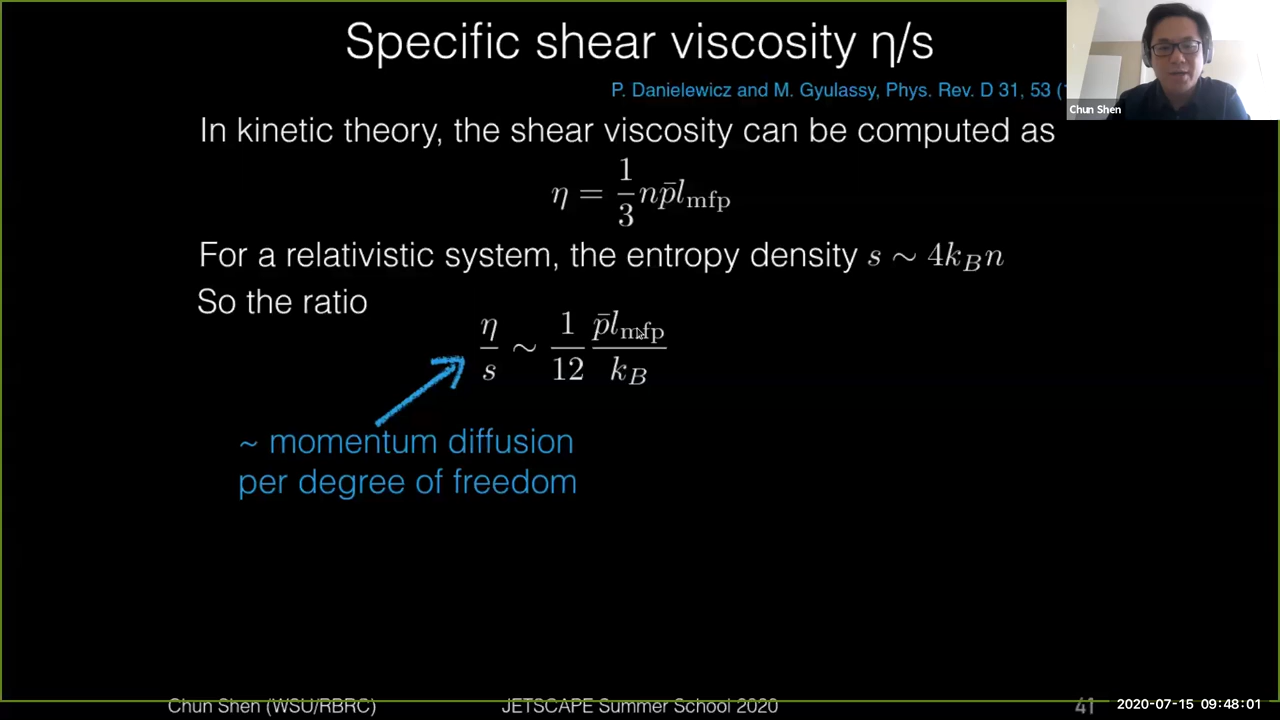 Specific shear viscosity η/s
P. Danielewicz and M. Gyulassy, Phys. Rev. D 31, 53 (
Chun Shen
In kinetic theory, the shear viscosity can be computed as
η = 1/3 n p̄ l_mfp
For a relativistic system, the entropy density s ∼ 4k_B n
So the ratio
η/s ∼ 1/12 p̄ l_mfp / k_B
~ momentum diffusion
per degree of freedom
Chun Shen (WSU/RBRC) JETSCAPE Summer School 2020 41 2020-07-15 09:48:01